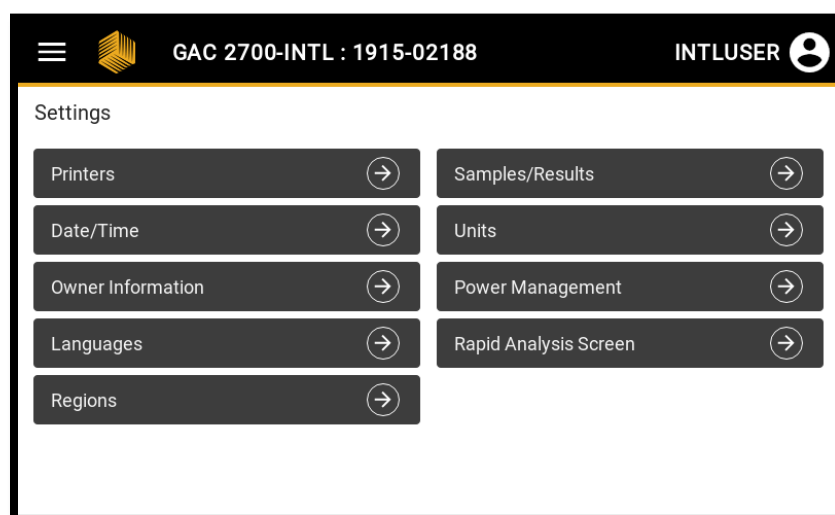 GAC 2700-INTL : 1915-02188 INTLUSER
Settings
Printers
Samples/Results
Date/Time
Units
Owner Information
Power Management
Languages
Rapid Analysis Screen
Regions